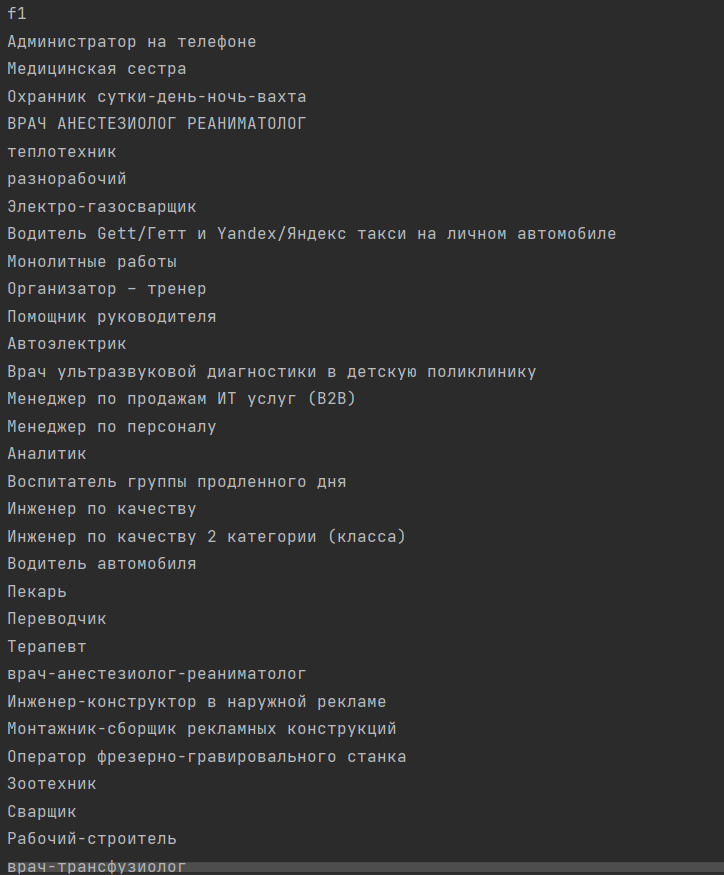 f1
Администратор на телефоне
Медицинская сестра
Охранник сутки-день-ночь-вахта
ВРАЧ АНЕСТЕЗИОЛОГ РЕАНИМАТОЛОГ
теплотехник
разнорабочий
Электро-газосварщик
Водитель Gett/Гетт и Yandex/Яндекс такси на личном автомобиле
Монолитные работы
Организатор – тренер
Помощник руководителя
Автоэлектрик
Врач ультразвуковой диагностики в детскую поликлинику
Менеджер по продажам ИТ услуг (B2B)
Менеджер по персоналу
Аналитик
Воспитатель группы продленного дня
Инженер по качеству
Инженер по качеству 2 категории (класса)
Водитель автомобиля
Пекарь
Переводчик
Терапевт
врач-анестезиолог-реаниматолог
Инженер-конструктор в наружной рекламе
Монтажник-сборщик рекламных конструкций
Оператор фрезерно-гравировального станка
Зоотехник
Сварщик
Рабочий-строитель
врач-трансфузиолог